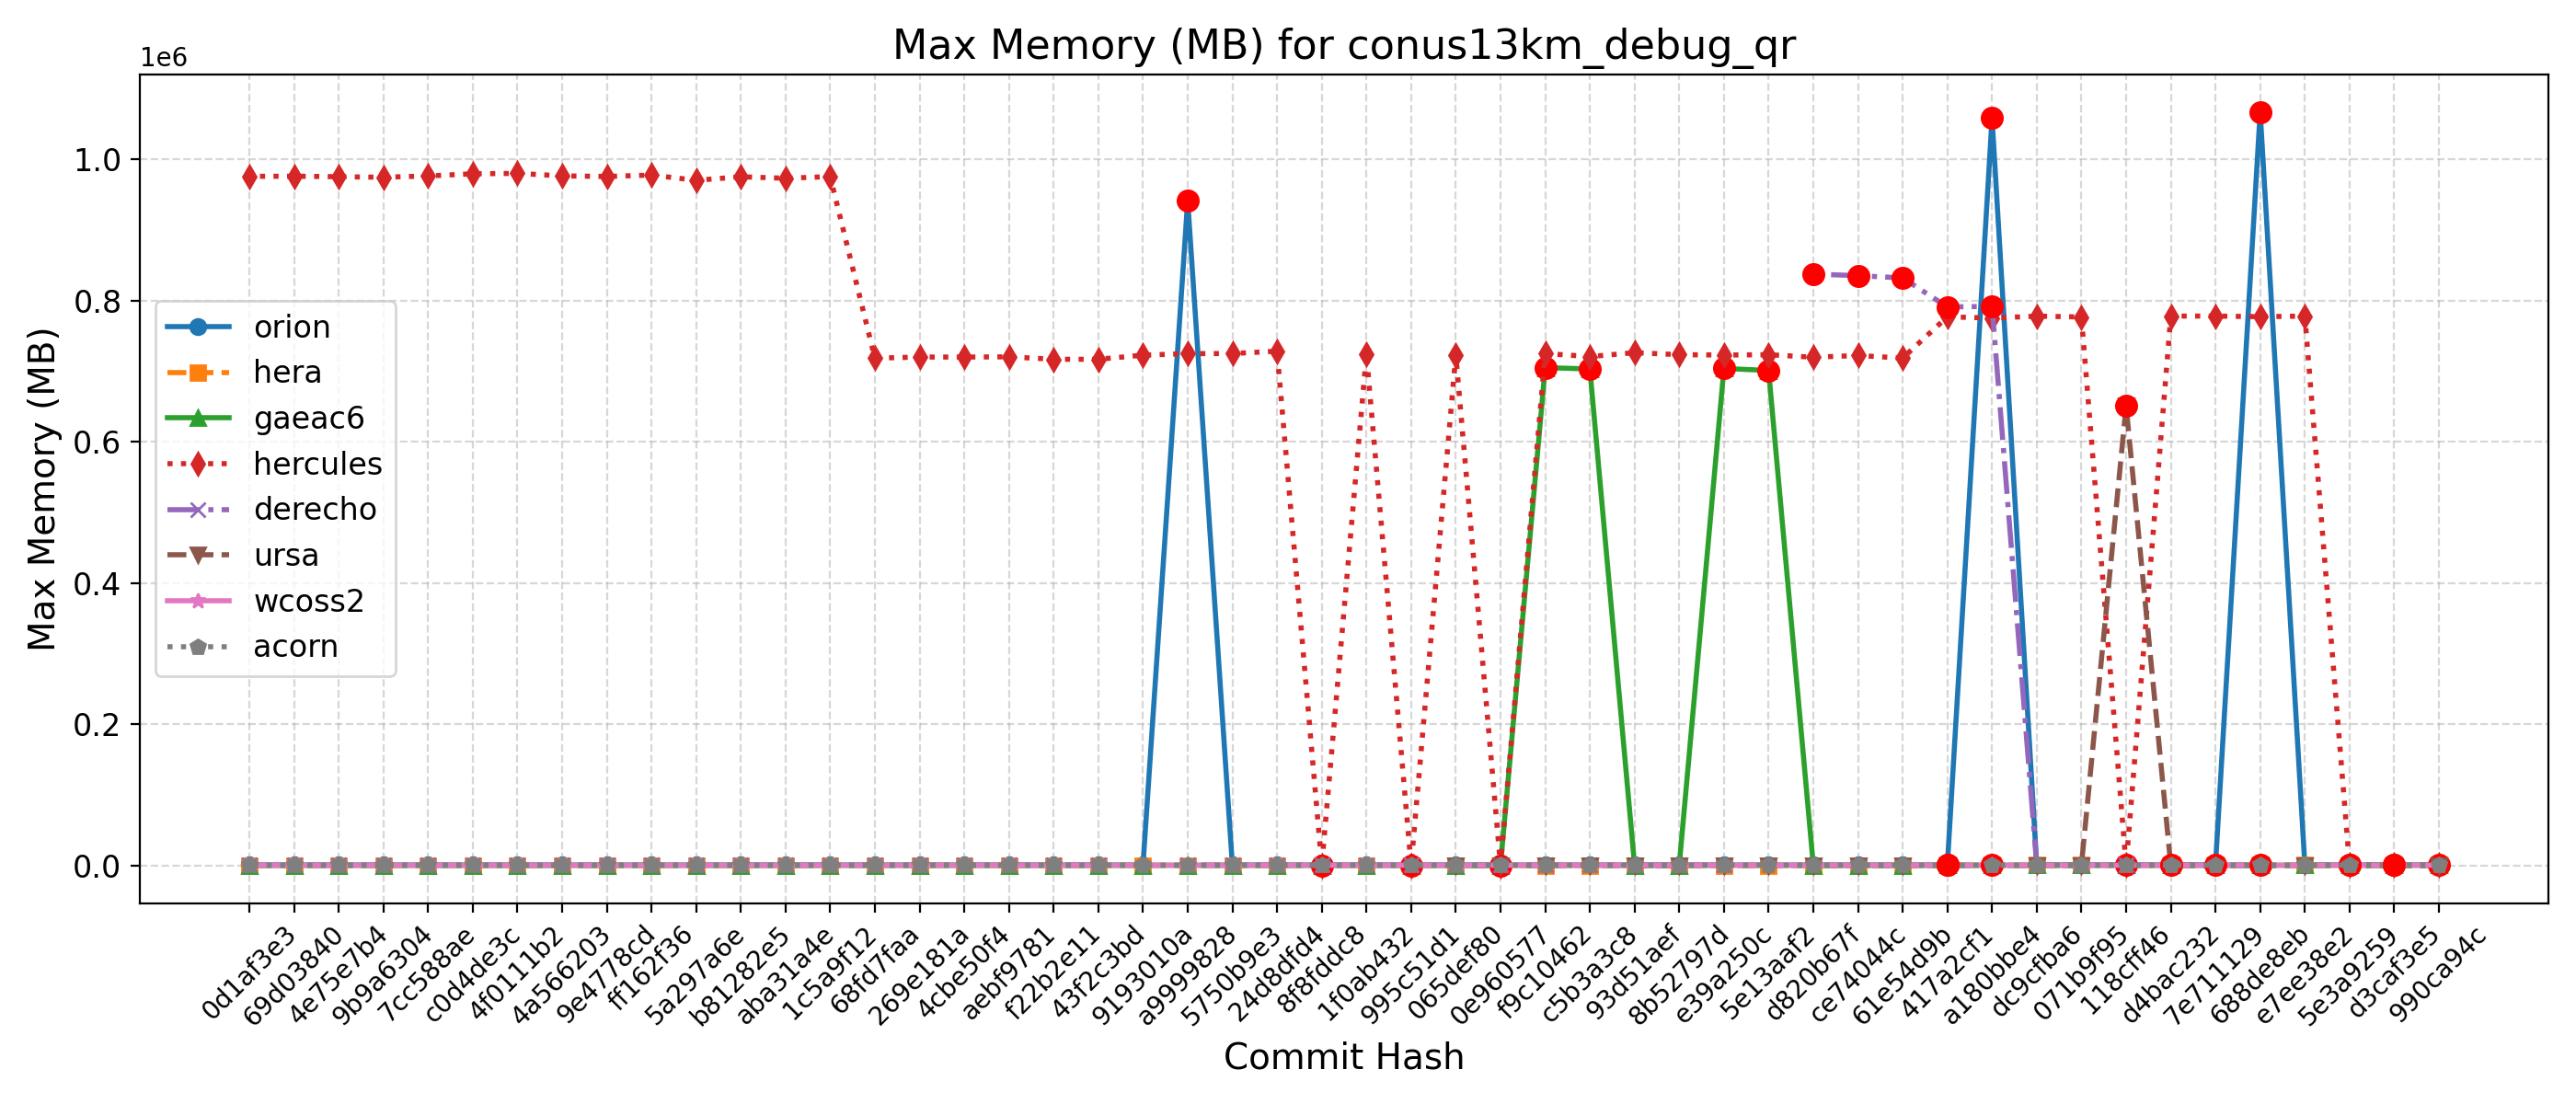 Max Memory (MB) for conus13km_debug_qr
1e6
1.0
0.8
0.6
0.4
0.2
0.0
Max Memory (MB)
orion
hera
gaeac6
hercules
derecho
ursa
wcoss2
acorn
0d1af3e3
69d03840
4e75e7b4
9b9a6304
7cc588ae
c0d4de3c
4f0111b2
4a566203
9e4778cd
ff162f36
5a297a6e
b81282e5
aba31a4e
1c5a9f12
68fd7faa
269e181a
4cbe50f4
aebf9781
f22b2e11
43f2c3bd
9193010a
a9999828
5750b9e3
24d8dfd4
8f8fddc8
1f0ab432
995c51d1
065def80
0e960577
f9c10462
c5b3a3c8
93d51aef
8b52797d
e39a250c
5e13aaf2
d820b67f
ce74044c
61e54d9b
417a2cf1
a180bbe4
dc9cfba6
071b9f95
118cff46
d4bac232
7e711129
688de8eb
e7ee38e2
5e3a9259
d3caf3e5
990ca94c
Commit Hash